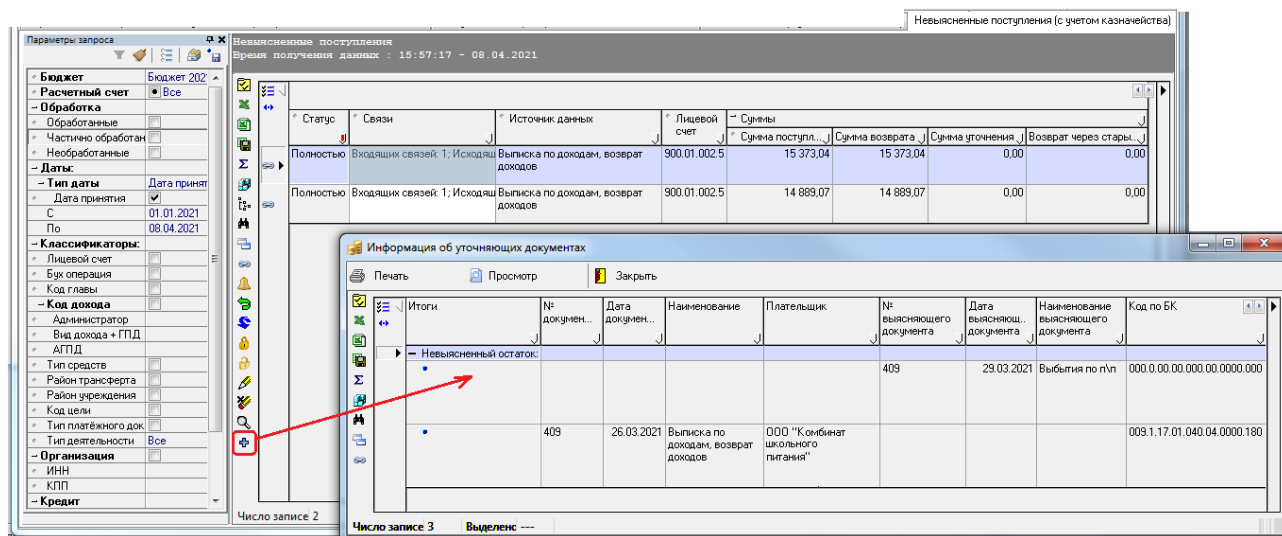 Невыясненные поступления (с учетом казначейства)
Параметры запроса
Невыясненные поступления
Время получения данных : 15:57:17 - 08.04.2021
Бюджет Бюджет 202
Расчетный счет Все
Обработка
Обработанные
Частично обработан
Необработанные
Даты:
Тип даты Дата принят
Дата принятия
С 01.01.2021
По 08.04.2021
Классификаторы:
Лицевой счет
Бух операция
Код главы
Код дохода
Администратор
Вид дохода + ГПД
АГПД
Тип средств
Район трансферта
Район учреждения
Код цели
Тип платёжного док
Тип деятельности Все
Организация
ИНН
КПП
Кредит
Статус Связи Источник данных Лицевой счет Суммы
Сумма поступл... Сумма возврата Сумма уточнения Возврат через стары...
Полностью Входящих связей: 1; Исходящ Выписка по доходам, возврат доходов 900.01.002.5 15 373,04 15 373,04 0,00 0,00
Полностью Входящих связей: 1; Исходящ Выписка по доходам, возврат доходов 900.01.002.5 14 889,07 14 889,07 0,00 0,00
Число записе 2
Информация об уточняющих документах
Печать Просмотр Закрыть
Итоги № докумен... Дата докумен... Наименование Плательщик № выясняющего документа Дата выясняющ... документа Наименование выясняющего документа Код по БК
Невыясненный остаток:
409 29.03.2021 Выбытия по п\п 000.0.00.00.000.00.0000.000
409 26.03.2021 Выписка по доходам, возврат доходов ООО "Комбинат школьного питания" 009.1.17.01.040.04.0000.180
Число записе 3 Выделенс ---